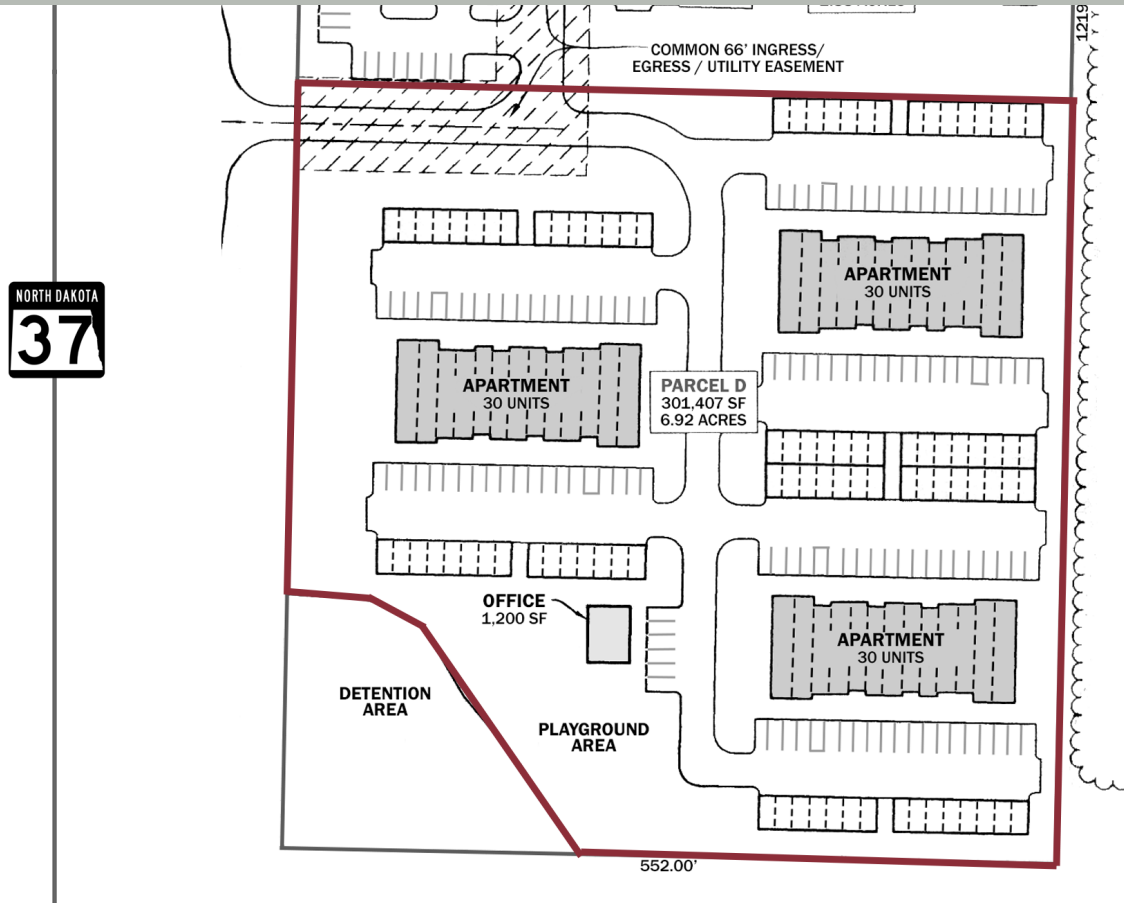 1219
COMMON 66' INGRESS/
EGRESS / UTILITY EASEMENT
APARTMENT
30 UNITS
NORTH DAKOTA
37
APARTMENT
30 UNITS
PARCEL D
301,407 SF
6.92 ACRES
OFFICE
1,200 SF
APARTMENT
30 UNITS
DETENTION
AREA
PLAYGROUND
AREA
552.00'